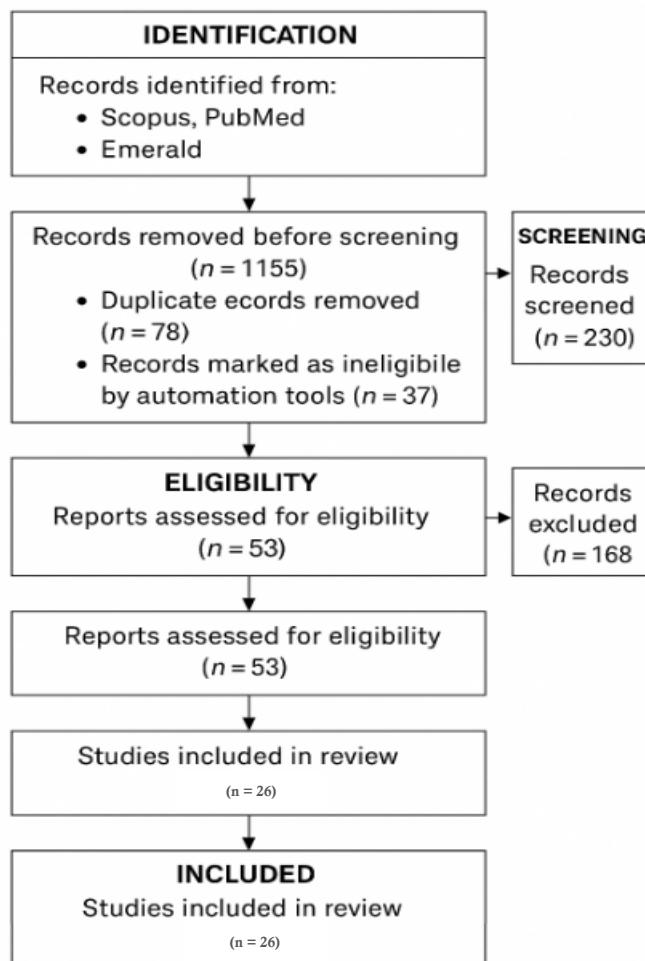 IDENTIFICATION
Records identified from:
• Scopus, PubMed
• Emerald
Records removed before screening
(n = 1155)
• Duplicate ecords removed
(n = 78)
• Records marked as ineligibile
by automation tools (n = 37)
SCREENING
Records
screened
(n = 230)
ELIGIBILITY
Reports assessed for eligibility
(n = 53)
Records
excluded
(n = 168
Reports assessed for eligibility
(n = 53)
Studies included in review
(n = 26)
INCLUDED
Studies included in review
(n = 26)